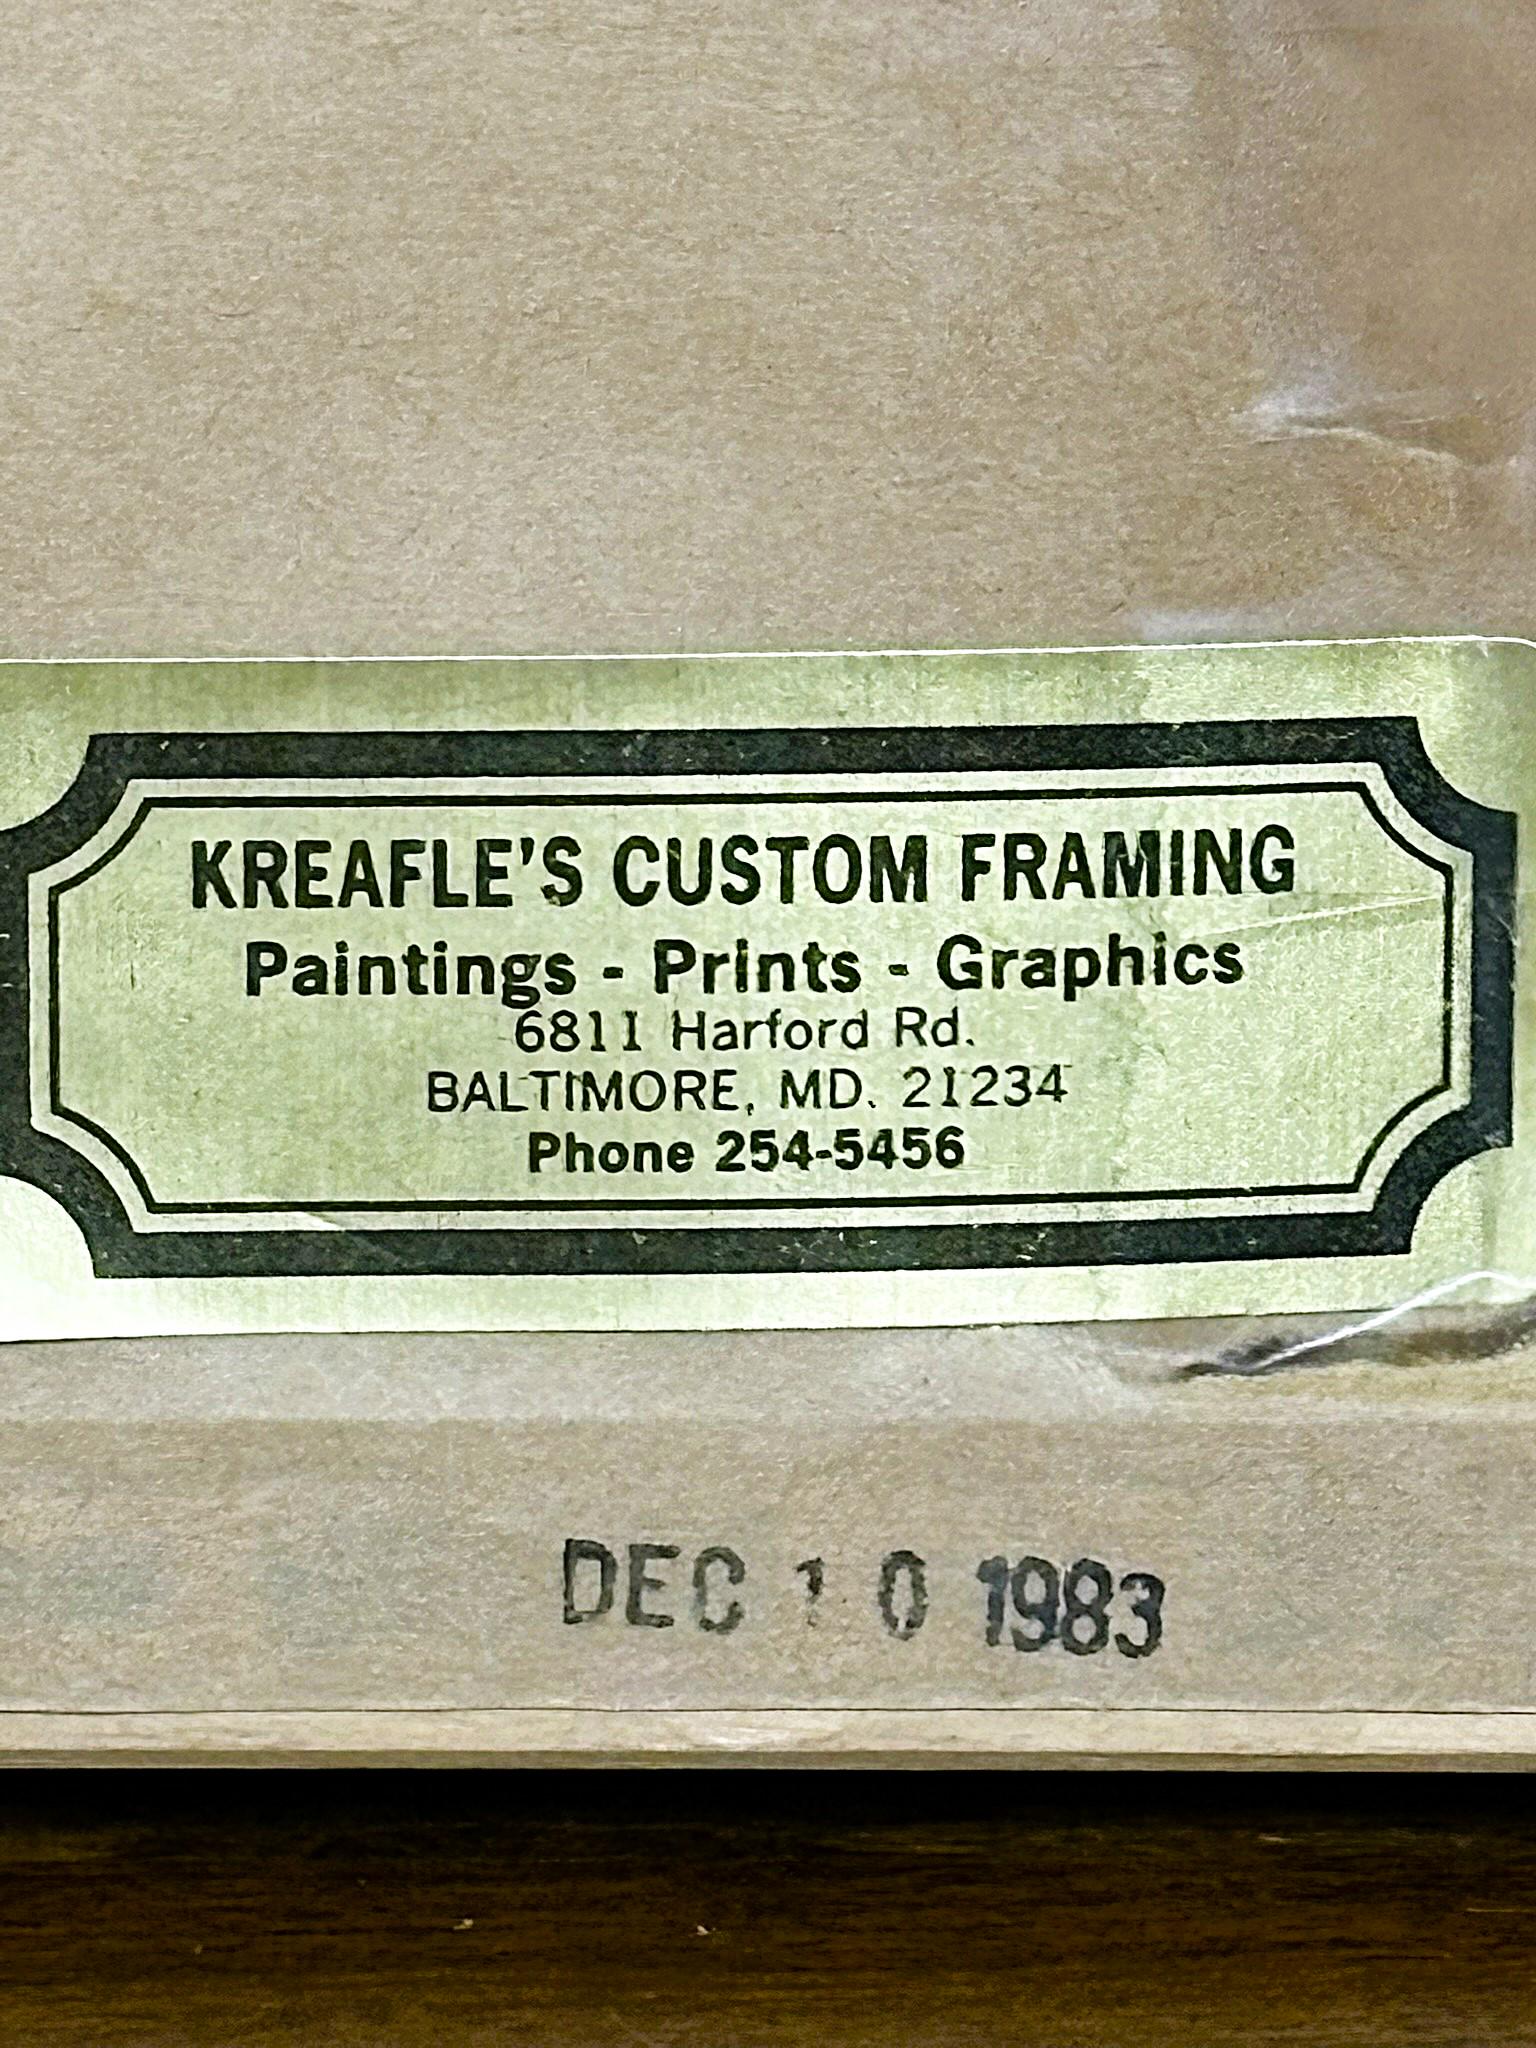 KREAFLE'S CUSTOM FRAMING
Paintings - Prints - Graphics
6811 Harford Rd.
BALTIMORE, MD. 21234
Phone 254-5456
DEC 10 1983